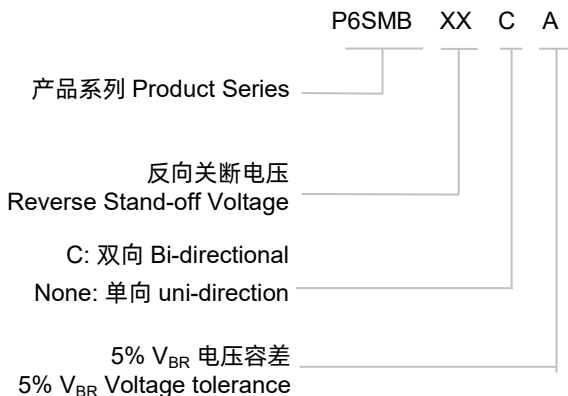 P6SMB XX C A
产品系列 Product Series
反向关断电压
Reverse Stand-off Voltage
C: 双向 Bi-directional
None: 单向 uni-direction
5% VBR 电压容差
5% VBR Voltage tolerance